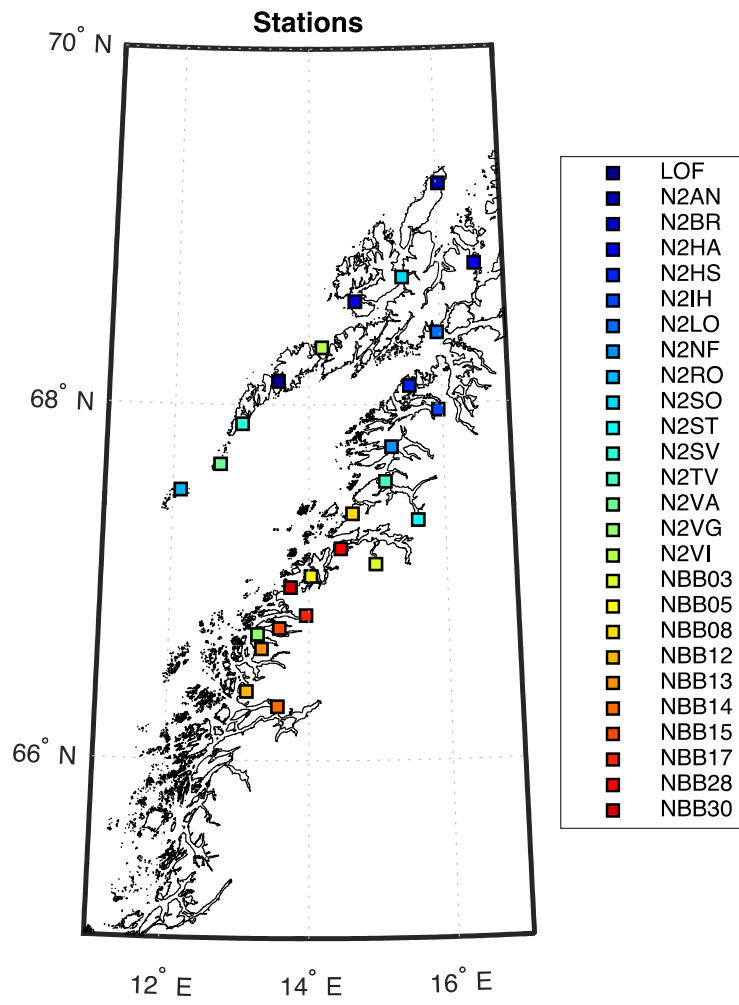 Stations
70° N
68° N
66° N
12° E
14° E
16° E
LOF
N2AN
N2BR
N2HA
N2HS
N2IH
N2LO
N2NF
N2RO
N2SO
N2ST
N2SV
N2TV
N2VA
N2VG
N2VI
NBB03
NBB05
NBB08
NBB12
NBB13
NBB14
NBB15
NBB17
NBB28
NBB30